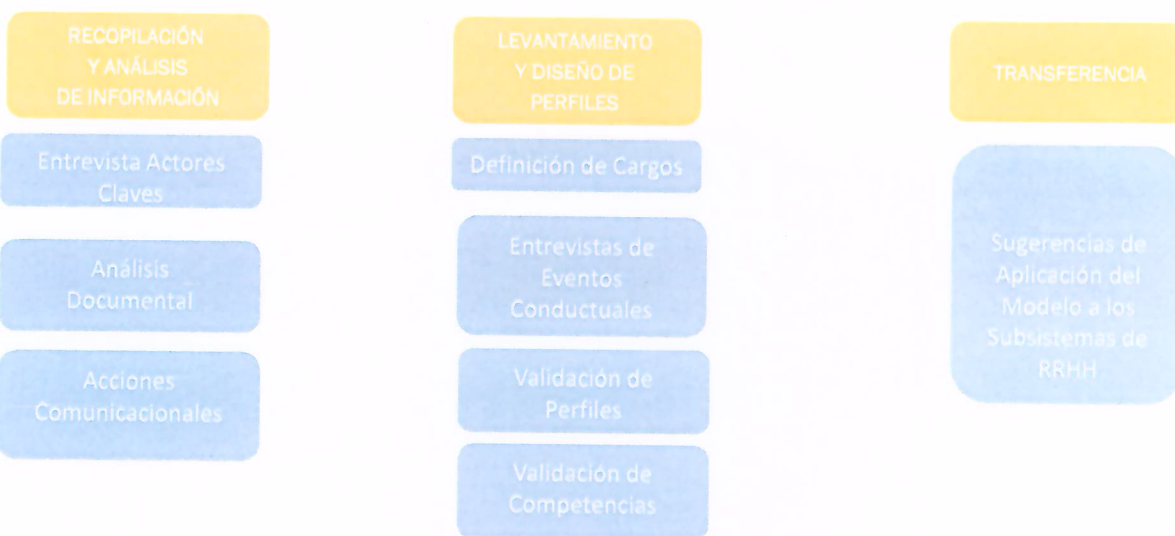 RECOPILACIÓN
Y ANÁLISIS
DE INFORMACIÓN
Entrevista Actores
Claves
Análisis
Documental
Acciones
Comunicacionales
LEVANTAMIENTO
Y DISEÑO DE
PERFILES
Definición de Cargos
Entrevistas de
Eventos
Conductuales
Validación de
Perfiles
Validación de
Competencias
TRANSFERENCIA
Sugerencias de
Aplicación del
Modelo a los
Subsistemas de
RRHH